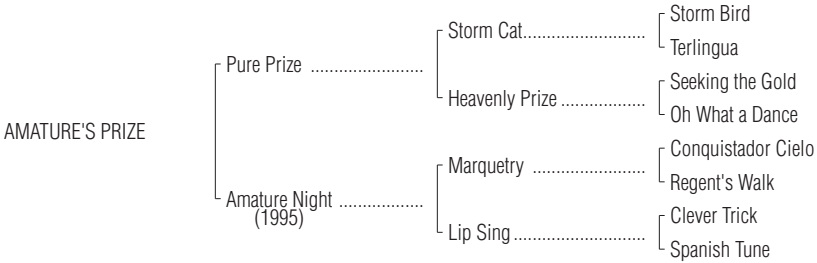 Storm Bird
Storm Cat..........................
Terlingua
Pure Prize ........................
Seeking the Gold
Heavenly Prize ..................
Oh What a Dance
AMATURE'S PRIZE
Conquistador Cielo
Marquetry ........................
Regent's Walk
Amature Night ..................
(1995)
Clever Trick
Lip Sing............................
Spanish Tune